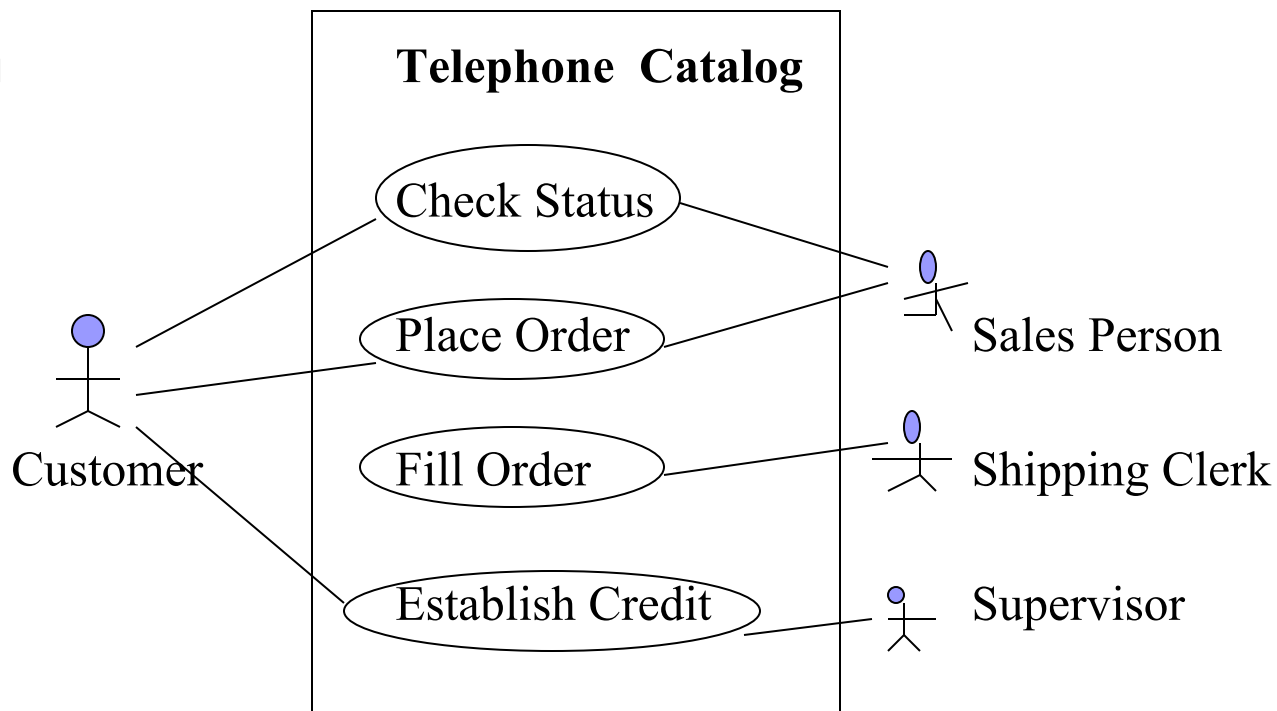 Telephone Catalog
Check Status
Place Order
Sales Person
Customer
Fill Order
Shipping Clerk
Establish Credit
Supervisor